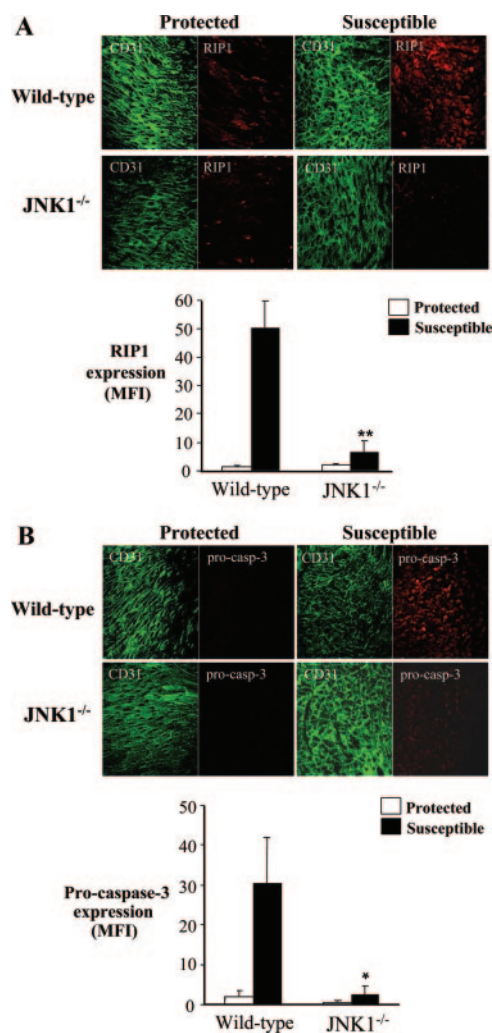 A
Protected Susceptible
Wild-type
CD31 RIP1 CD31 RIP1
JNK1-/-
CD31 RIP1 CD31 RIP1
Protected
Susceptible
RIP1
expression
(MFI)
60
50
40
30
20
10
0
**
Wild-type JNK1-/-
B
Protected Susceptible
Wild-type
CD31 pro-casp-3 CD31 pro-casp-3
JNK1-/-
CD31 pro-casp-3 CD31 pro-casp-3
Protected
Susceptible
Pro-caspase-3
expression
(MFI)
50
40
30
20
10
0
*
Wild-type JNK1-/-